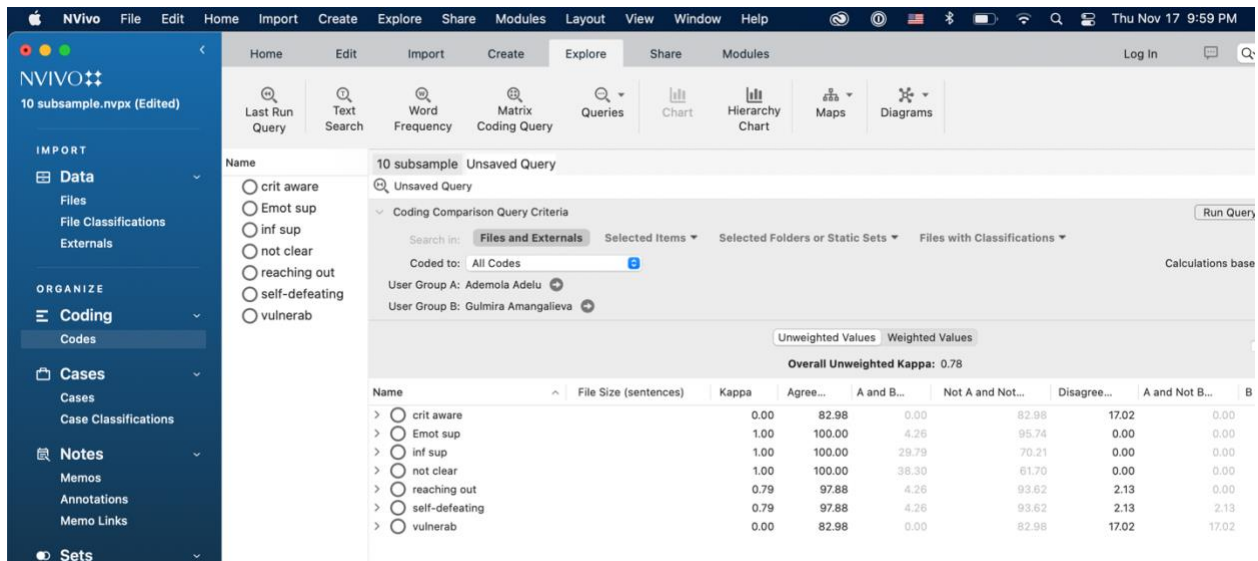 NVivo File Edit Home Import Create Explore Share Modules Layout View Window Help Thu Nov 17 9:59 PM
Home Edit Import Create Explore Share Modules Log In
NVIVO
10 subsample.nvpx (Edited)
IMPORT
Data
Files
File Classifications
Externals
ORGANIZE
Coding
Codes
Cases
Cases
Case Classifications
Notes
Memos
Annotations
Memo Links
Sets
Last Run Query
Text Search
Word Frequency
Matrix Coding Query
Queries
Chart
Hierarchy Chart
Maps
Diagrams
Name
crit aware
Emot sup
inf sup
not clear
reaching out
self-defeating
vulnerab
10 subsample Unsaved Query
Unsaved Query
Coding Comparison Query Criteria Run Query
Search in: Files and Externals Selected Items Selected Folders or Static Sets Files with Classifications
Coded to: All Codes Calculations base
User Group A: Ademola Adelu
User Group B: Gulmira Amangalieva
Unweighted Values Weighted Values
Overall Unweighted Kappa: 0.78
Name File Size (sentences) Kappa Agree... A and B... Not A and Not... Disagree... A and Not B... B
crit aware 0.00 82.98 0.00 82.98 17.02 0.00
Emot sup 1.00 100.00 4.26 95.74 0.00 0.00
inf sup 1.00 100.00 29.79 70.21 0.00 0.00
not clear 1.00 100.00 38.30 61.70 0.00 0.00
reaching out 0.79 97.88 4.26 93.62 2.13 0.00
self-defeating 0.79 97.88 4.26 93.62 2.13 2.13
vulnerab 0.00 82.98 0.00 82.98 17.02 17.02